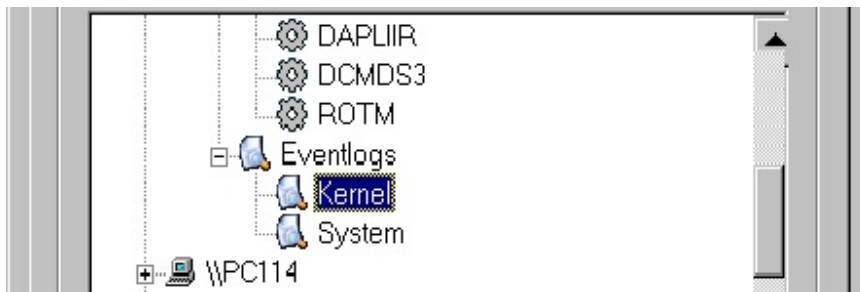 DAPLIIR
DCMDS3
ROTM
Eventlogs
Kernel
System
\\PC114